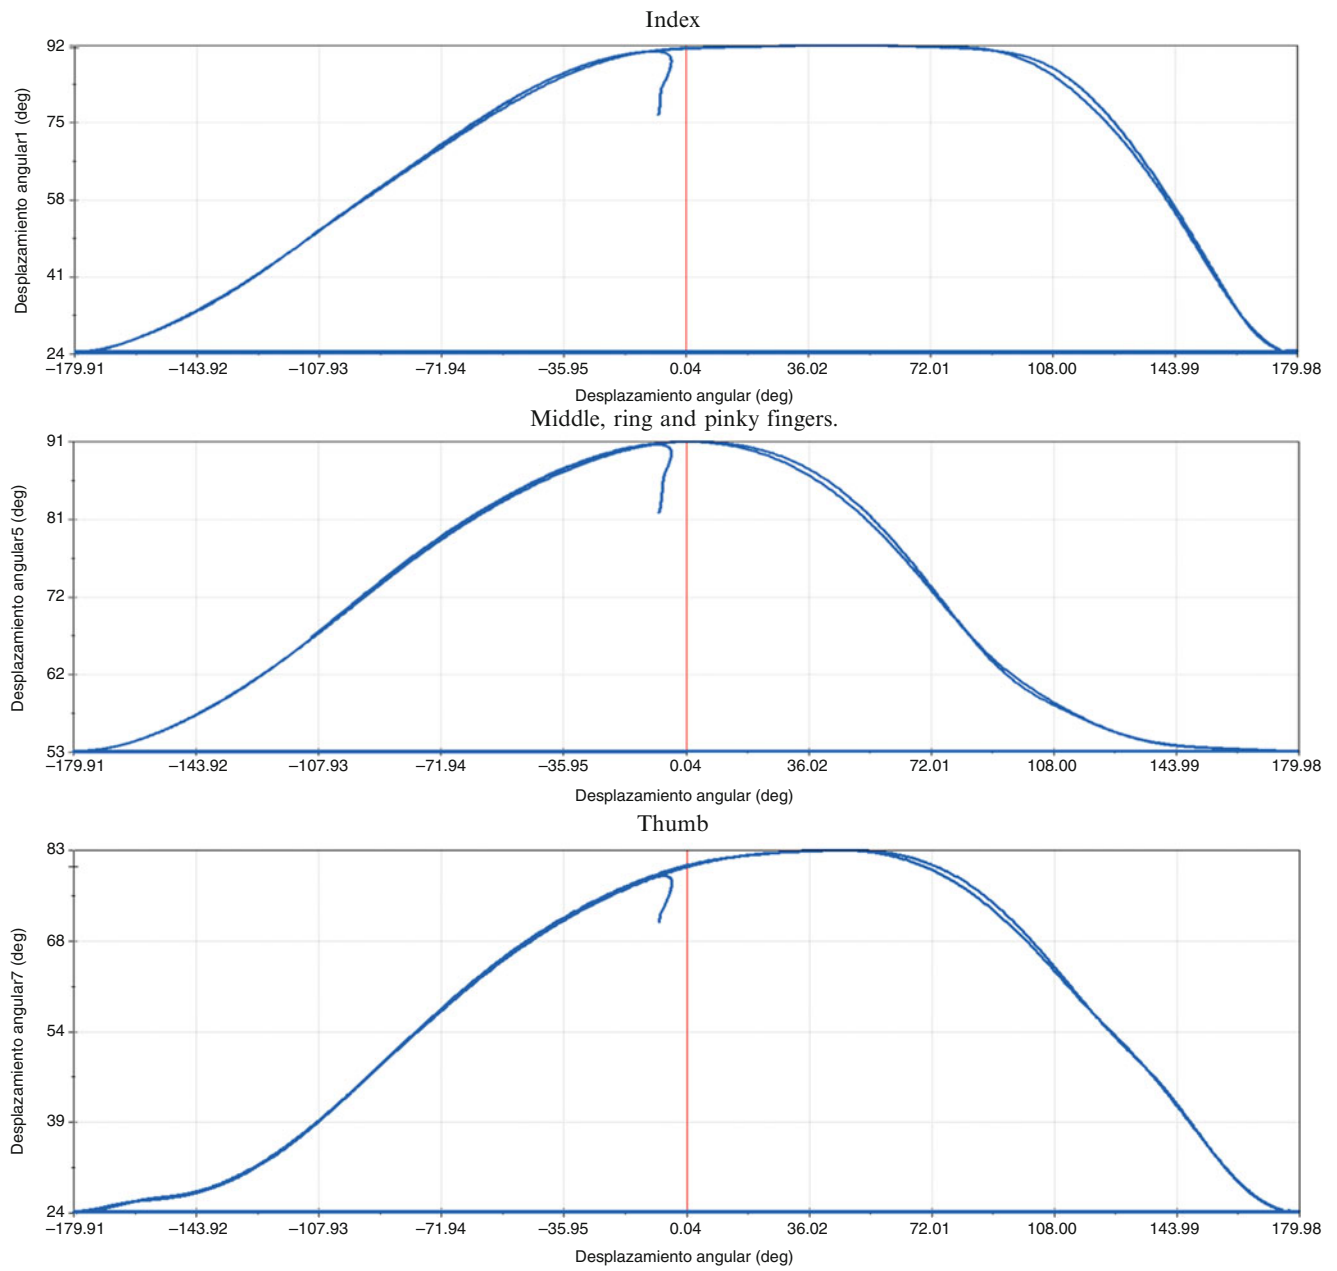 Index
Desplazamiento angular1 (deg)
92
75
58
41
24
–179.91 –143.92 –107.93 –71.94 –35.95 0.04 36.02 72.01 108.00 143.99 179.98
Desplazamiento angular (deg)
Middle, ring and pinky fingers.
Desplazamiento angular5 (deg)
91
81
72
62
53
–179.91 –143.92 –107.93 –71.94 –35.95 0.04 36.02 72.01 108.00 143.99 179.98
Desplazamiento angular (deg)
Thumb
Desplazamiento angular7 (deg)
83
68
54
39
24
–179.91 –143.92 –107.93 –71.94 –35.95 0.04 36.02 72.01 108.00 143.99 179.98
Desplazamiento angular (deg)